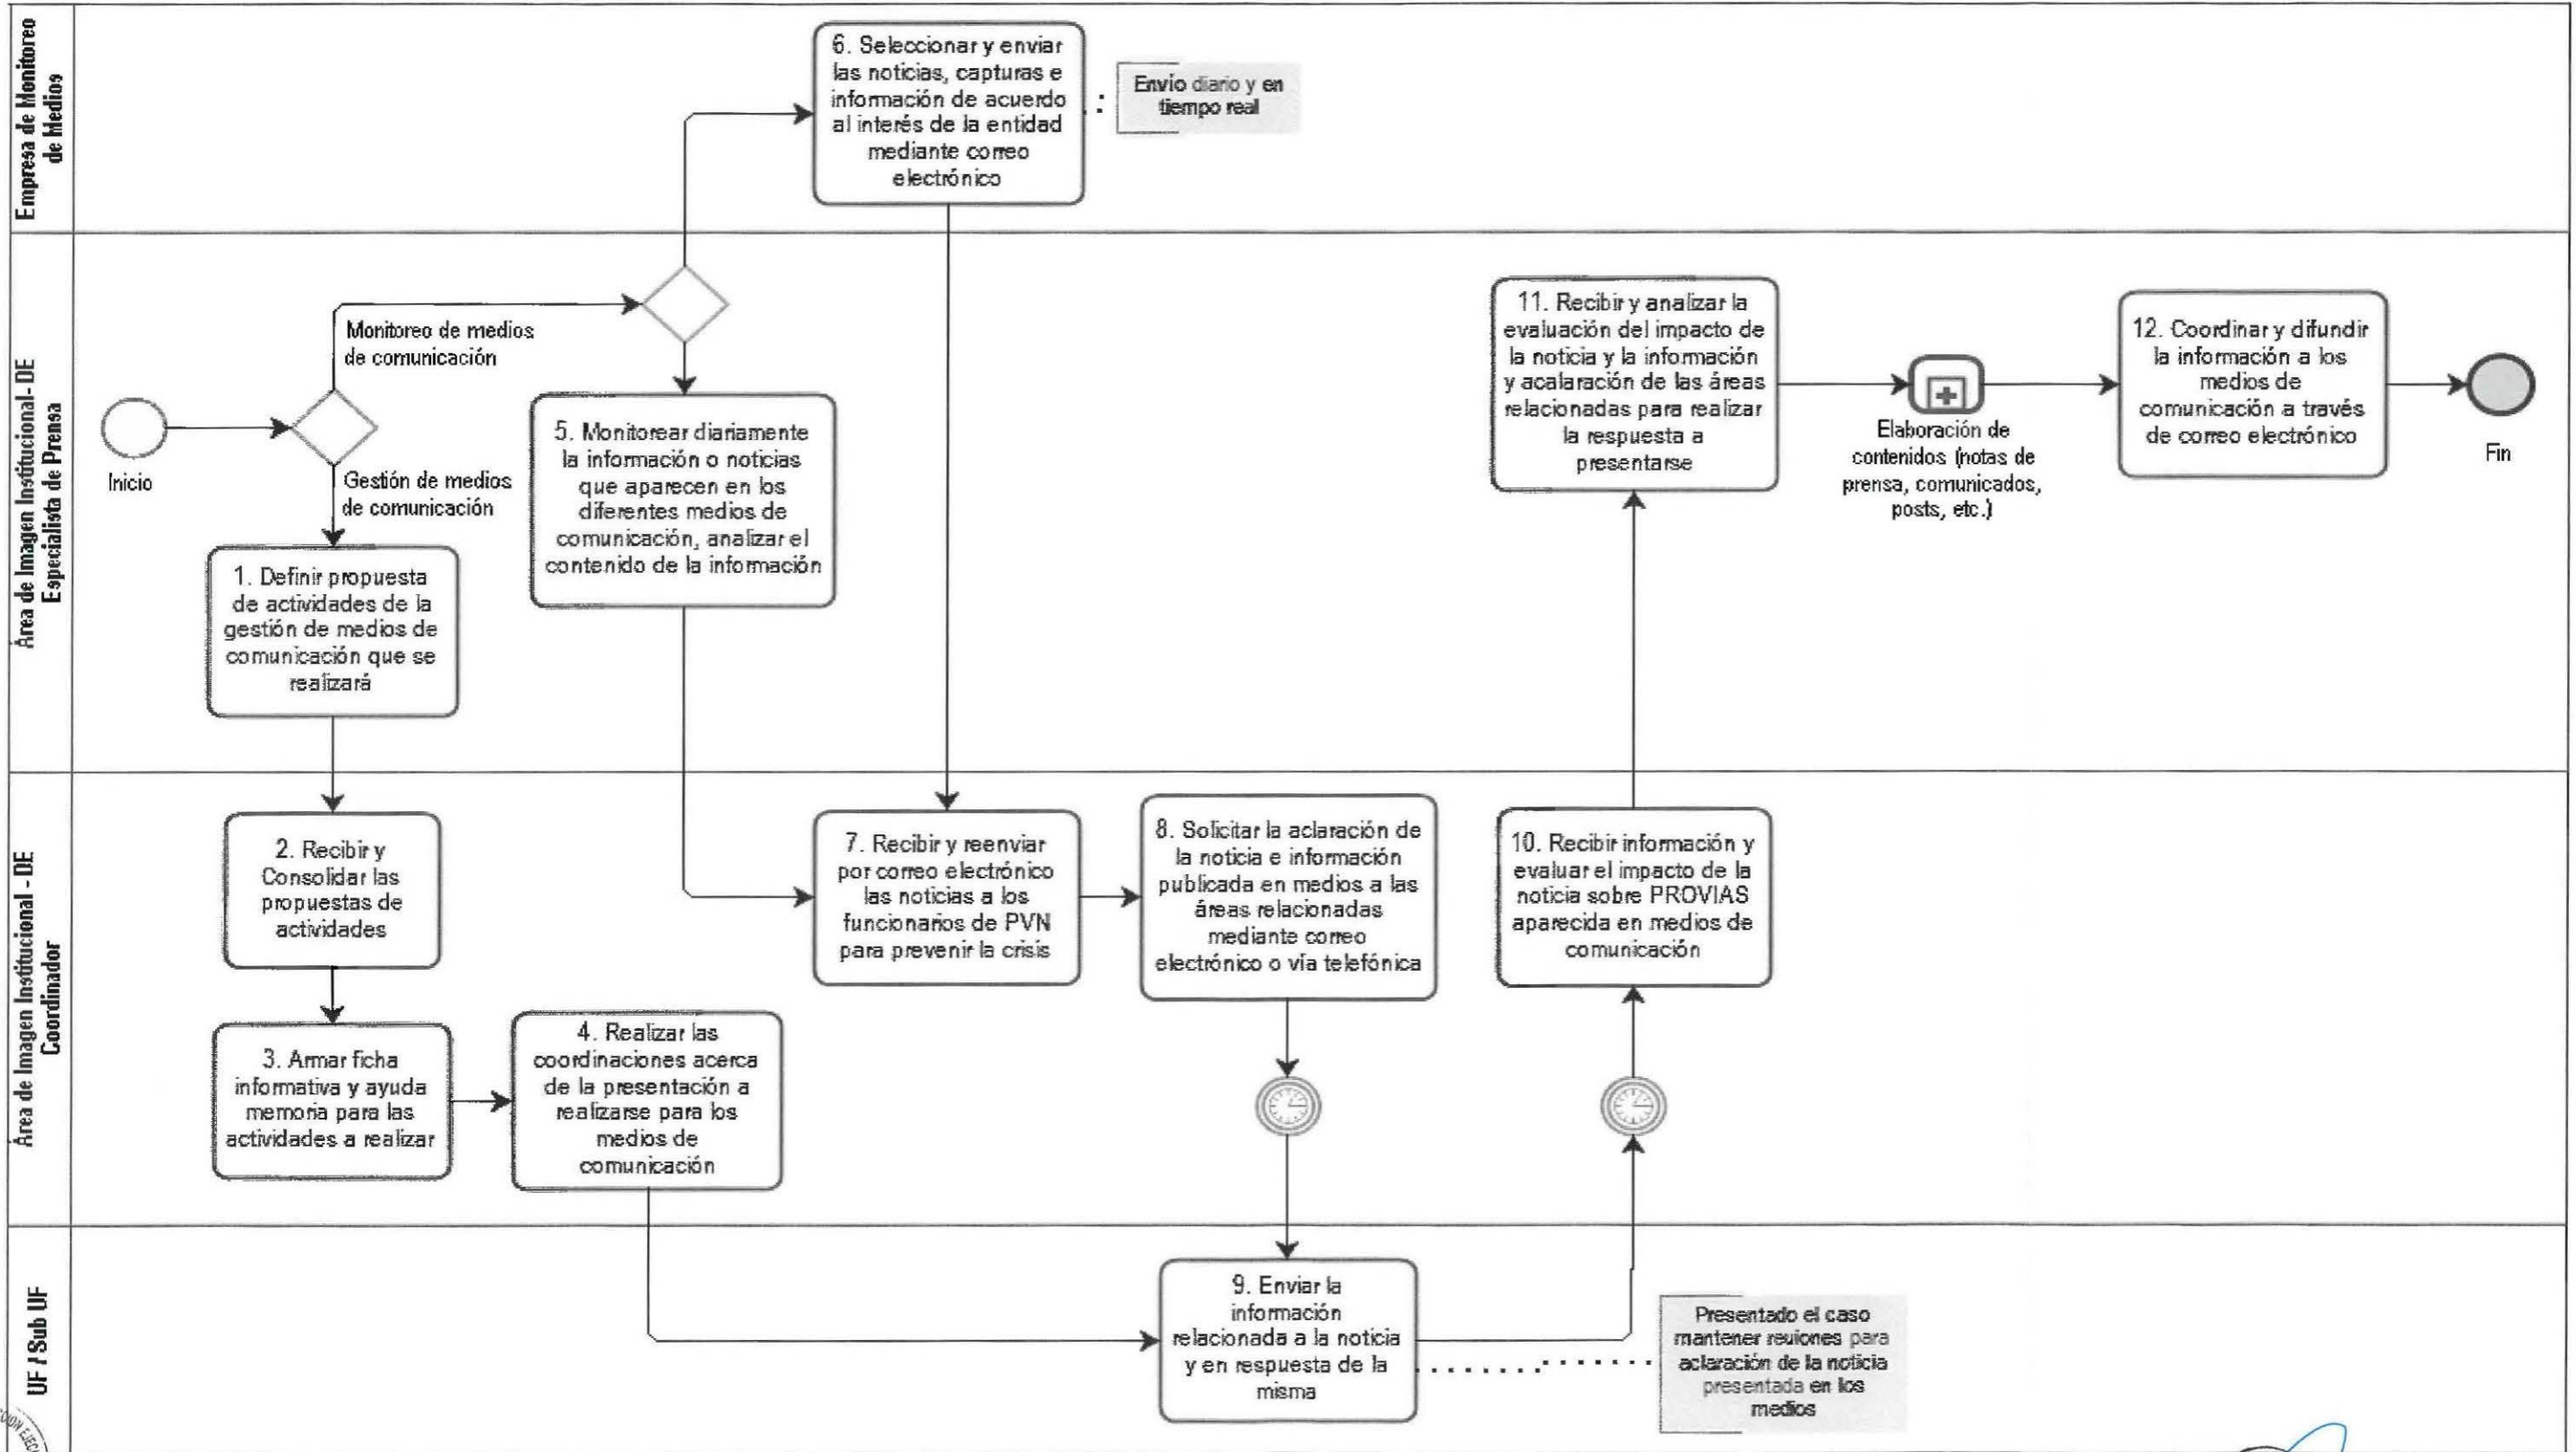 Empresa de Monitoreo
de Medios
6. Seleccionar y enviar
las noticias, capturas e
información de acuerdo
al interés de la entidad
mediante correo
electrónico
Envío diario y en
tiempo real
Área de Imagen Institucional- DE
Especialista de Prensa
Inicio
Monitoreo de medios
de comunicación
Gestión de medios
de comunicación
1. Definir propuesta
de actividades de la
gestión de medios de
comunicación que se
realizará
5. Monitorear diariamente
la información o noticias
que aparecen en los
diferentes medios de
comunicación, analizar el
contenido de la información
11. Recibir y analizar la
evaluación del impacto de
la noticia y la información
y acalaración de las áreas
relacionadas para realizar
la respuesta a
presentarse
Elaboración de
contenidos (notas de
prensa, comunicados,
posts, etc.)
12. Coordinar y difundir
la información a los
medios de
comunicación a través
de correo electrónico
Fin
Área de Imagen Institucional - DE
Coordinador
2. Recibir y
Consolidar las
propuestas de
actividades
3. Armar ficha
informativa y ayuda
memoria para las
actividades a realizar
4. Realizar las
coordinaciones acerca
de la presentación a
realizarse para los
medios de
comunicación
7. Recibir y reenviar
por correo electrónico
las noticias a los
funcionarios de PVN
para prevenir la crisis
8. Solicitar la aclaración de
la noticia e información
publicada en medios a las
áreas relacionadas
mediante correo
electrónico o vía telefónica
10. Recibir información y
evaluar el impacto de la
noticia sobre PROVIAS
aparecida en medios de
comunicación
UF / Sub UF
9. Enviar la
información
relacionada a la noticia
y en respuesta de la
misma
Presentado el caso
mantener reuiones para
aclaración de la noticia
presentada en los
medios